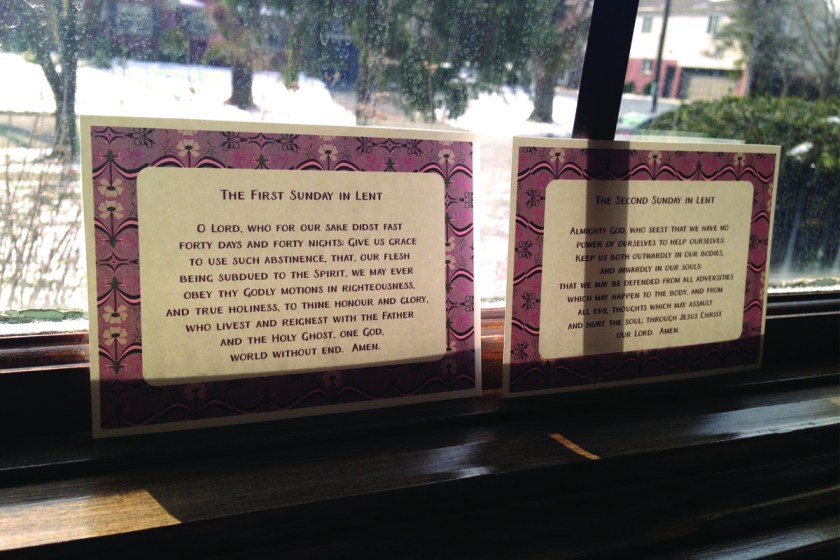 The First Sunday in Lent
O Lord, who for our sake didst fast
forty days and forty nights: Give us grace
to use such abstinence, that, our flesh
being subdued to the Spirit, we may ever
obey thy Godly motions in righteousness,
and true holiness, to thine honour and glory,
who livest and reignest with the Father
and the Holy Ghost, one God,
world without end. Amen.
The Second Sunday in Lent
Almighty God, who seest that we have no
power of ourselves to help ourselves:
Keep us both outwardly in our bodies,
and inwardly in our souls:
that we may be defended from all adversities
which may happen to the body, and from
all evil thoughts which may assault
and hurt the soul; through Jesus Christ
our Lord. Amen.